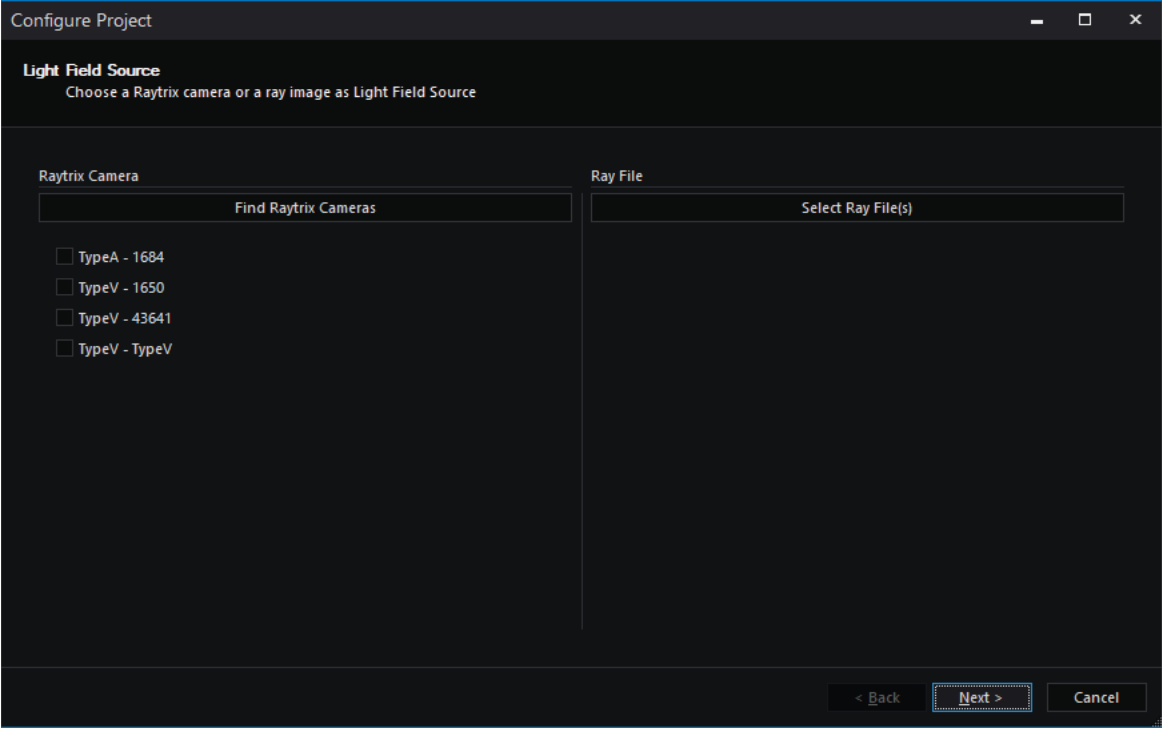 Configure Project
Light Field Source
Choose a Raytrix camera or a ray image as Light Field Source
Raytrix Camera
Find Raytrix Cameras
TypeA - 1684
TypeV - 1650
TypeV - 43641
TypeV - TypeV
Ray File
Select Ray File(s)
< Back
Next >
Cancel